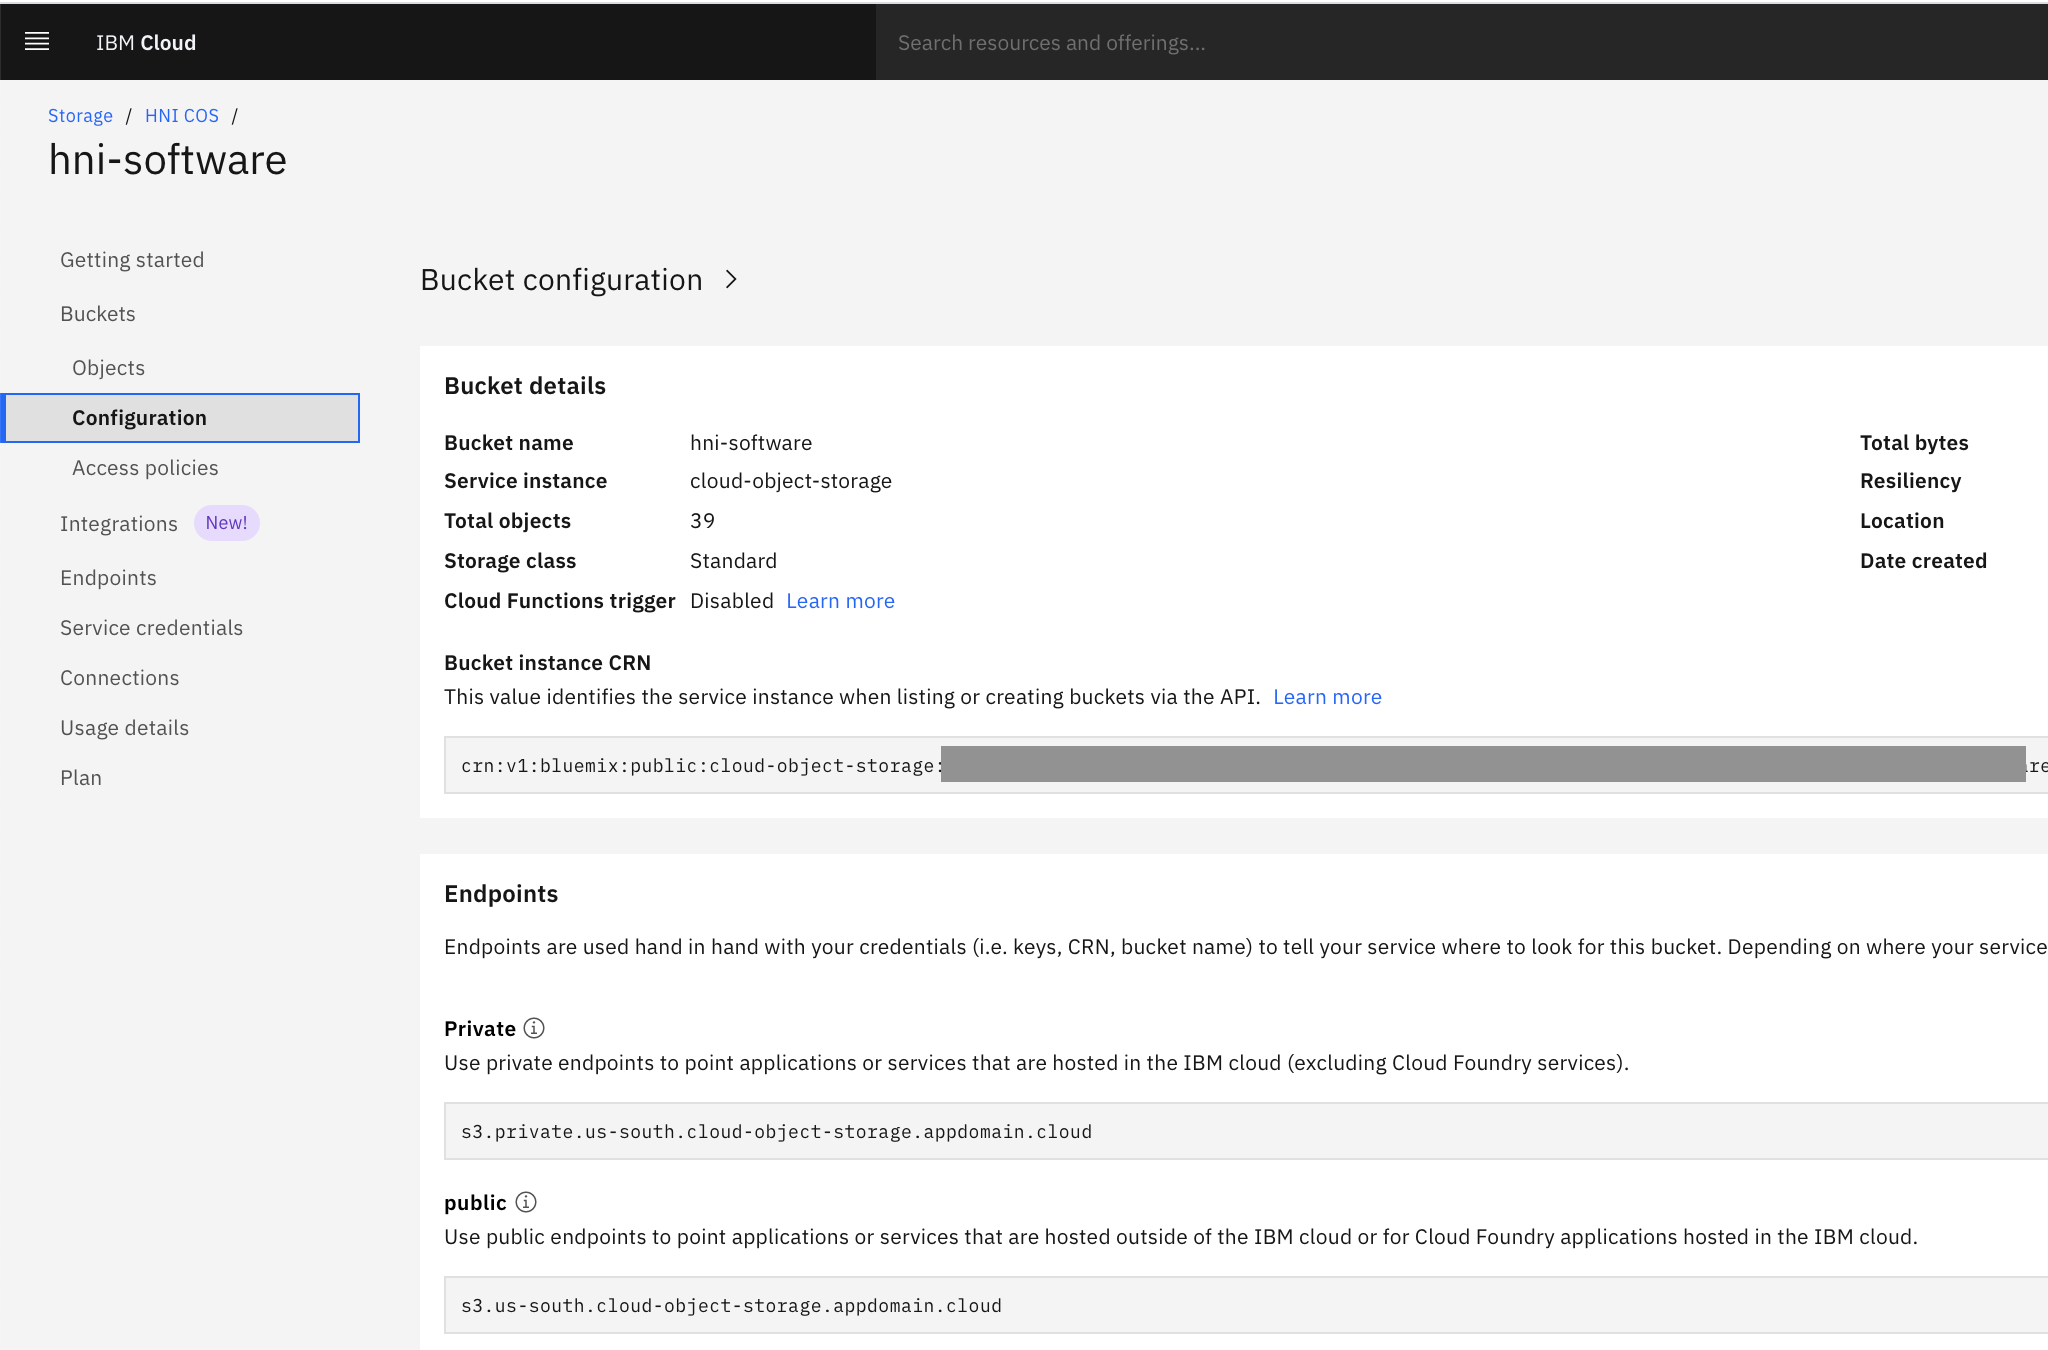 IBM Cloud
Search resources and offerings...
Storage / HNI COS /
hni-software
Getting started
Buckets
Objects
Configuration
Access policies
Integrations New!
Endpoints
Service credentials
Connections
Usage details
Plan
Bucket configuration
Bucket details
Bucket name hni-software
Total bytes
Service instance cloud-object-storage
Resiliency
Total objects 39
Location
Storage class Standard
Date created
Cloud Functions trigger Disabled Learn more
Bucket instance CRN
This value identifies the service instance when listing or creating buckets via the API. Learn more
crn:v1:bluemix:public:cloud-object-storage:
Endpoints
Endpoints are used hand in hand with your credentials (i.e. keys, CRN, bucket name) to tell your service where to look for this bucket. Depending on where your service
Private
Use private endpoints to point applications or services that are hosted in the IBM cloud (excluding Cloud Foundry services).
s3.private.us-south.cloud-object-storage.appdomain.cloud
public
Use public endpoints to point applications or services that are hosted outside of the IBM cloud or for Cloud Foundry applications hosted in the IBM cloud.
s3.us-south.cloud-object-storage.appdomain.cloud